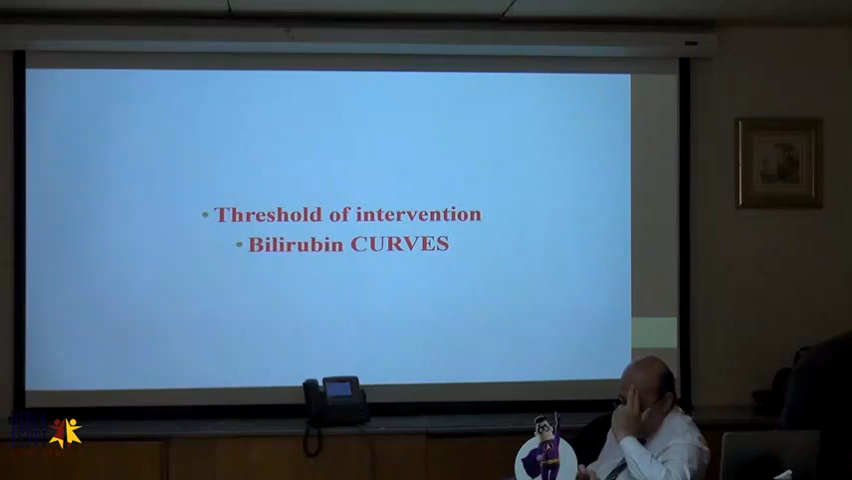 • Threshold of intervention
• Bilirubin CURVES